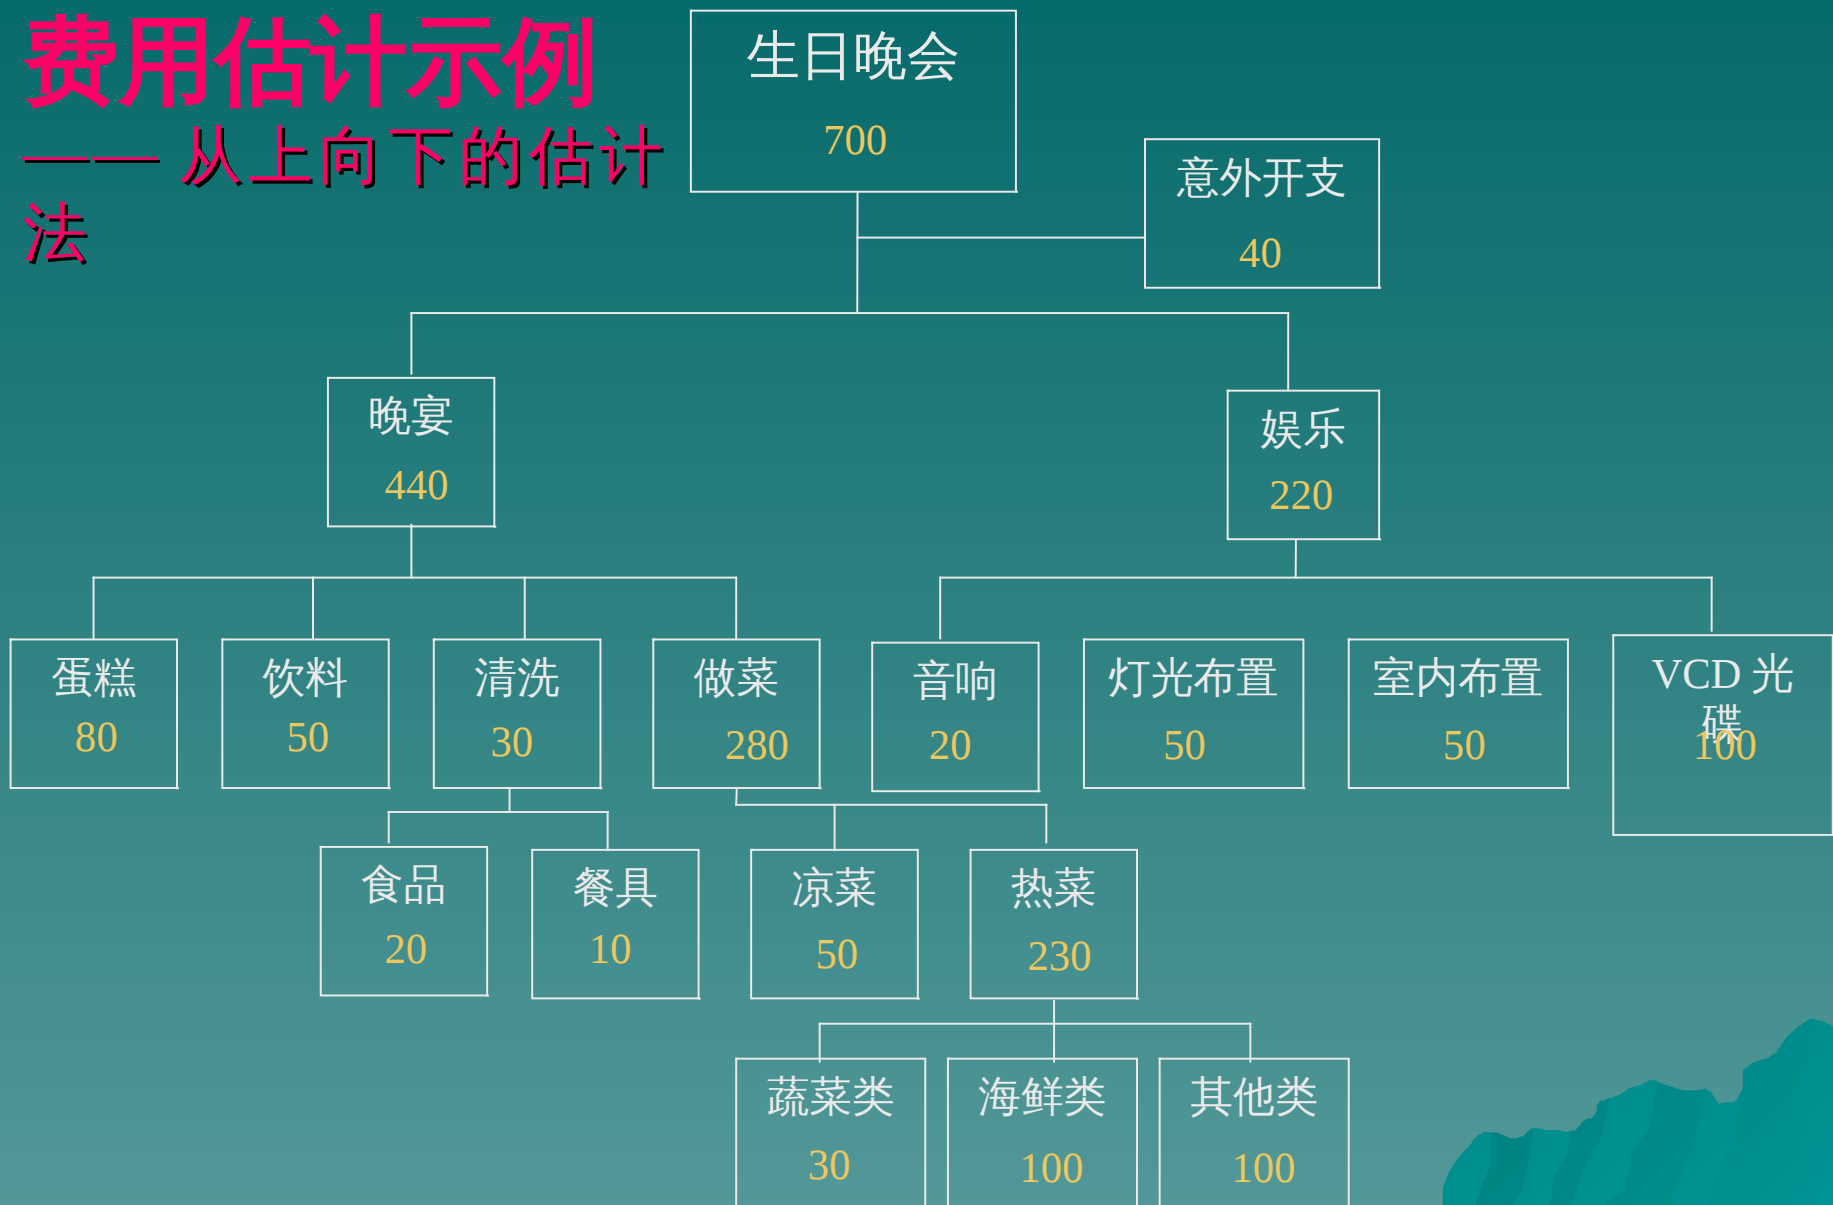 费用估计示例
——从上向下的估计
法
生日晚会
700
意外开支
40
晚宴
440
娱乐
220
蛋糕
80
饮料
50
清洗
30
做菜
280
音响
20
灯光布置
50
室内布置
50
VCD 光
碟
100
食品
20
餐具
10
凉菜
50
热菜
230
蔬菜类
30
海鲜类
100
其他类
100